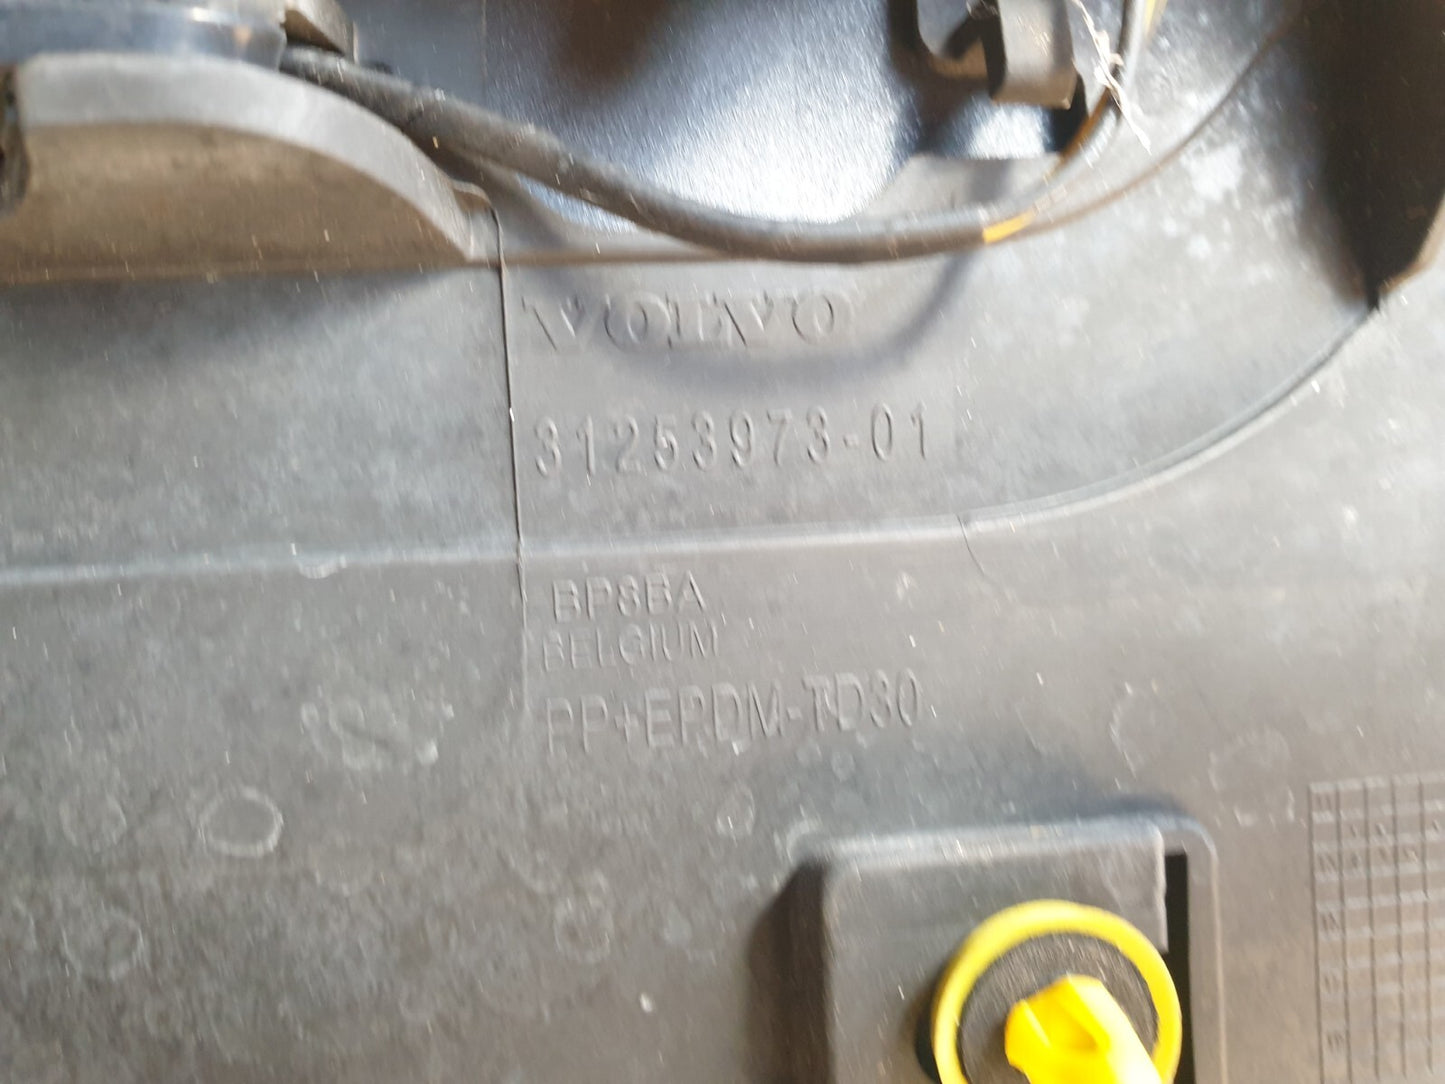 VOLVO
31253973-01
BP8BA
BELGIUM
PP+EPDM-TD30